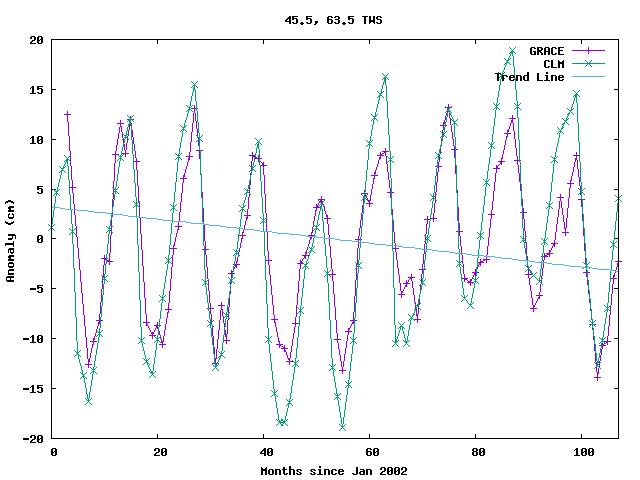 45.5, 63.5 TWS
GRACE
CLM
Trend Line
20
15
10
5
0
-5
-10
-15
-20
Anomaly (cm)
0 20 40 60 80 100
Months since Jan 2002